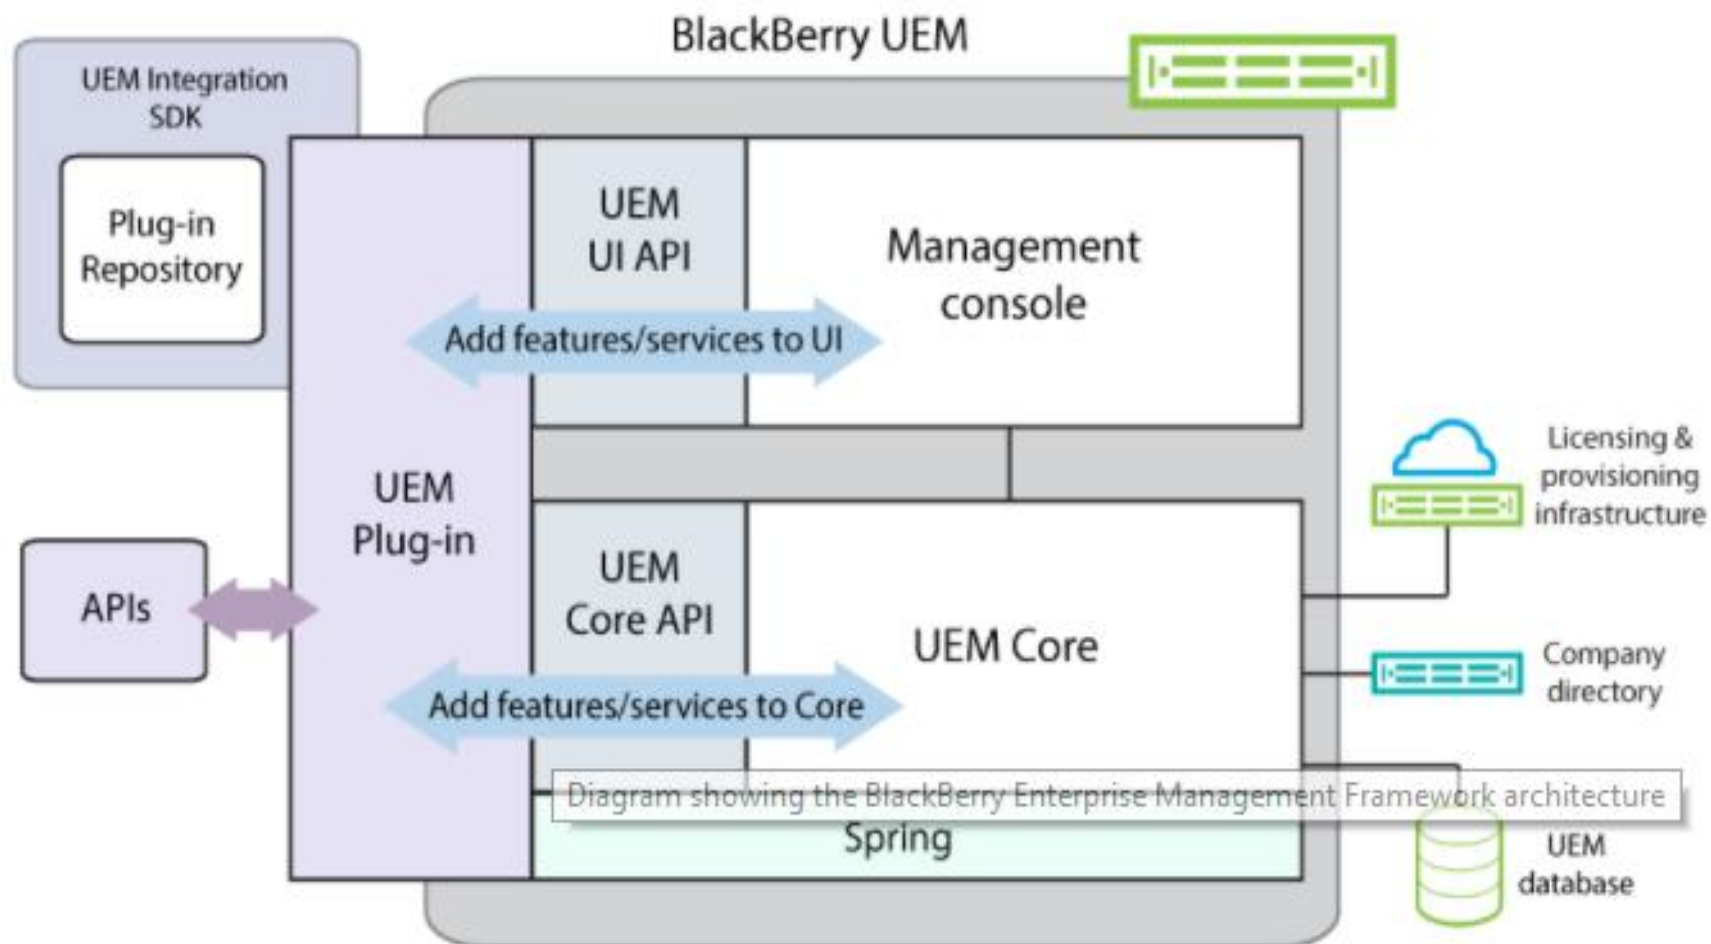 BlackBerry UEM
UEM Integration
SDK
Plug-in
Repository
UEM
UI API
Management
console
Add features/services to UI
UEM
Plug-in
APIs
UEM
Core API
UEM Core
Add features/services to Core
Spring
Diagram showing the BlackBerry Enterprise Management Framework architecture
Licensing &
provisioning
infrastructure
Company
directory
UEM
database